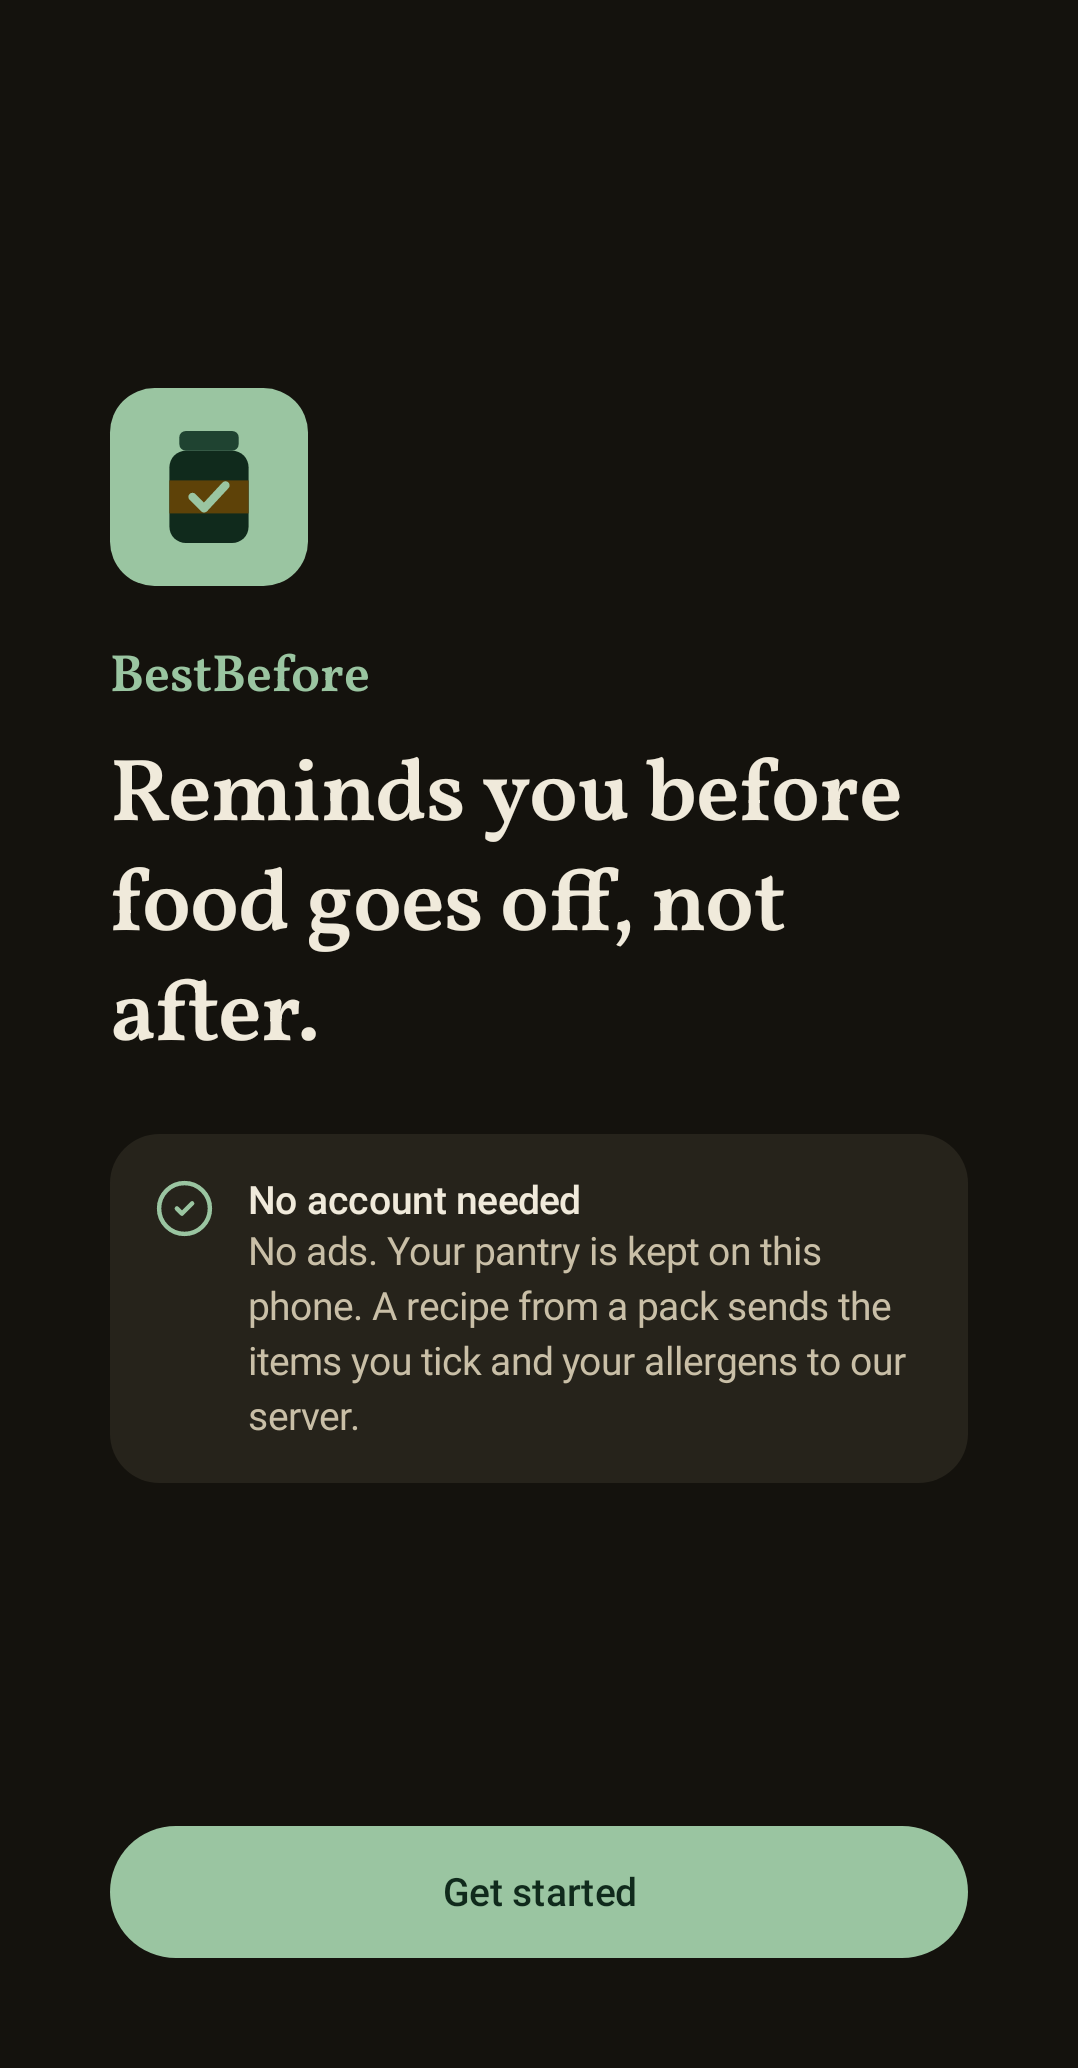 BestBefore
Reminds you before
food goes off, not
after.
No account needed
No ads. Your pantry is kept on this
phone. A recipe from a pack sends the
items you tick and your allergens to our
server.
Get started